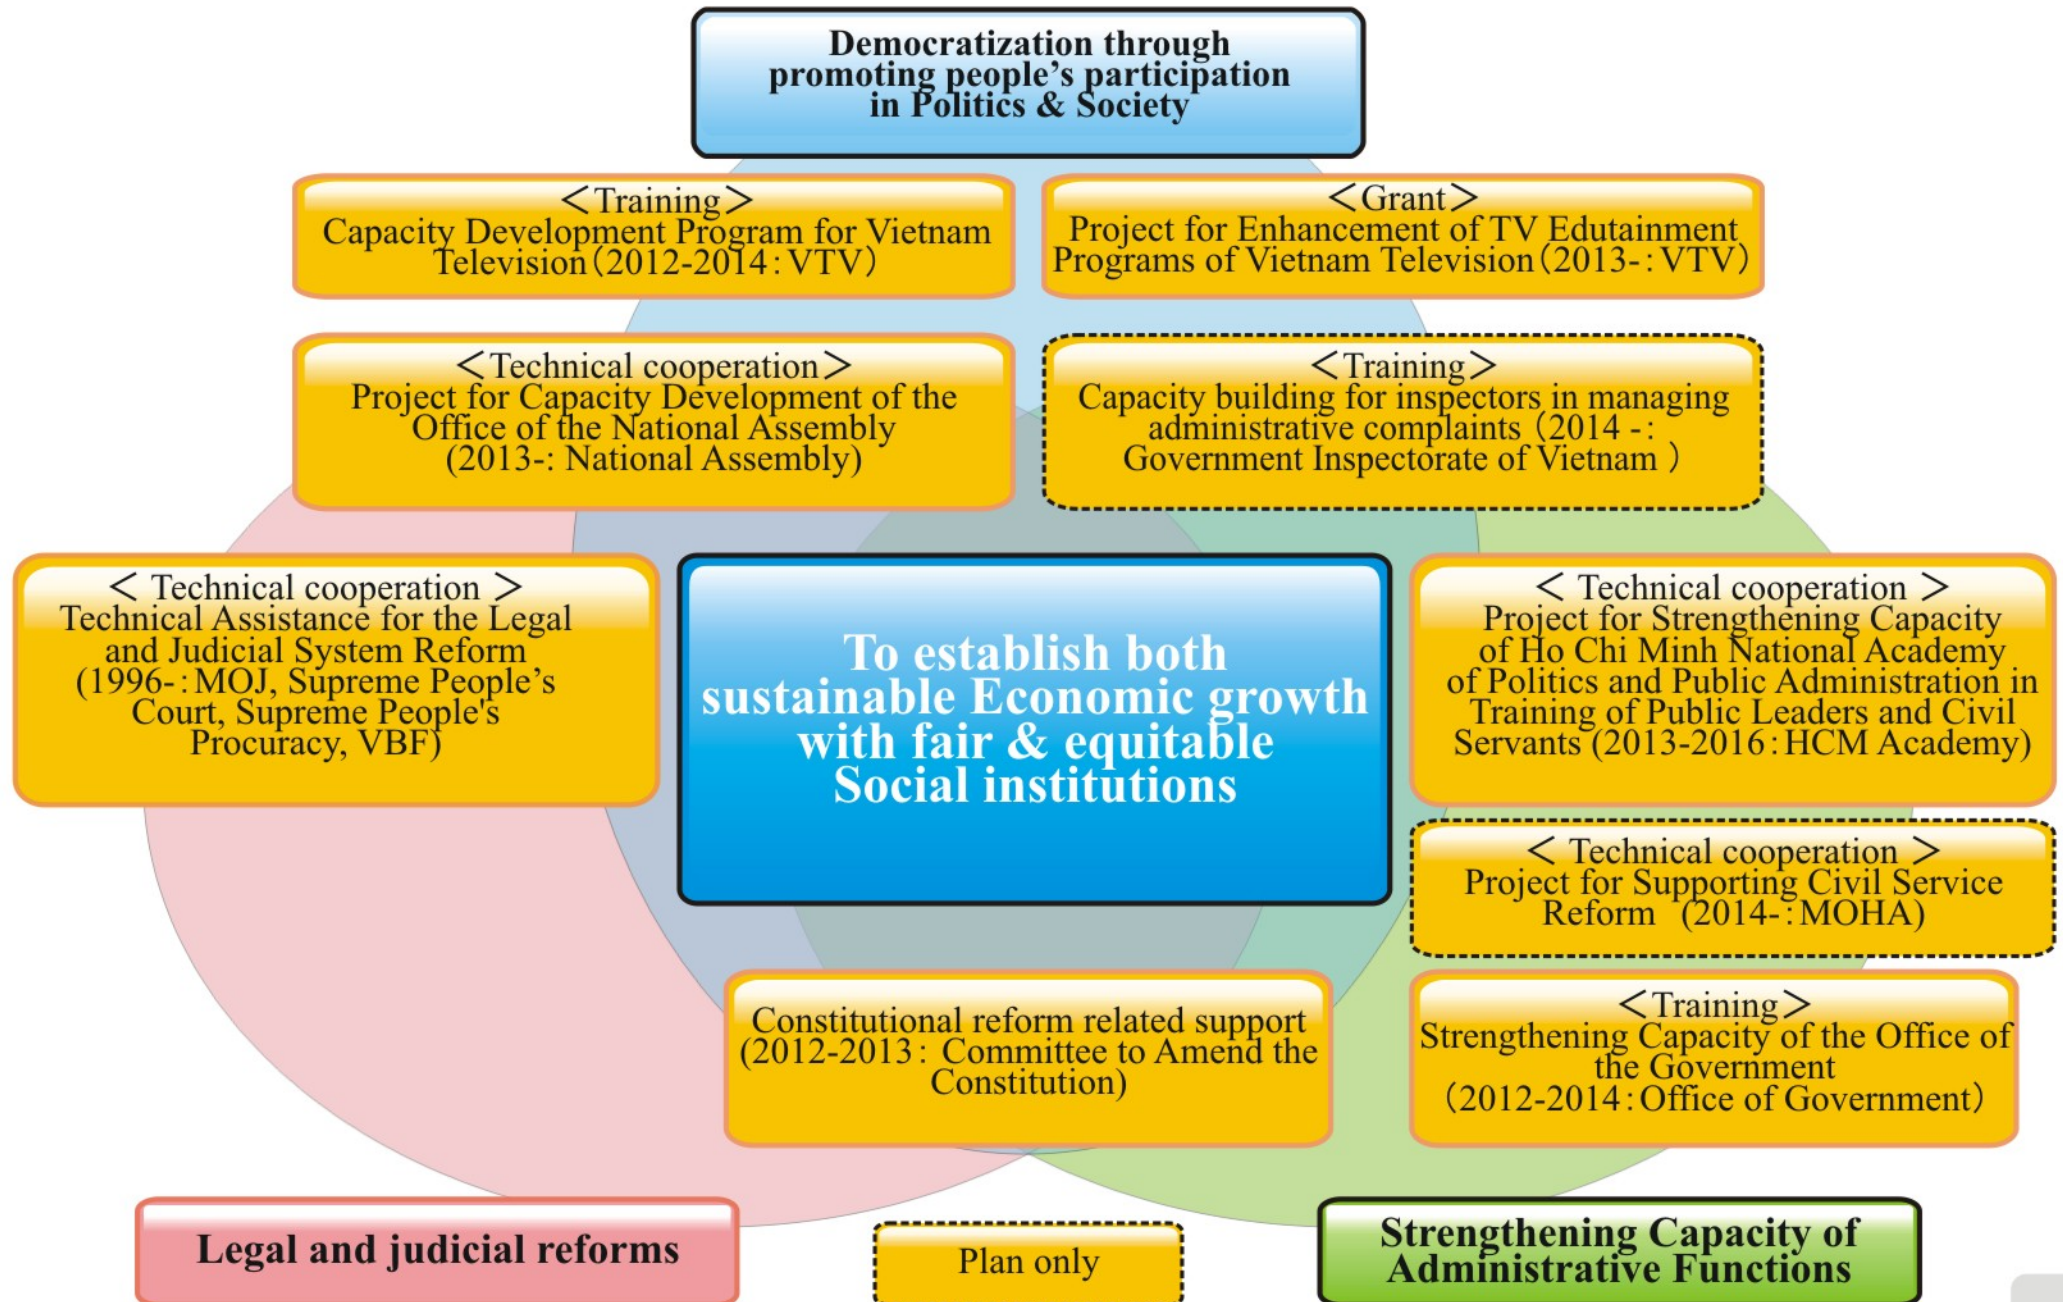 Democratization through
promoting people’s participation
in Politics & Society
＜Training＞
Capacity Development Program for Vietnam
Television（2012-2014：VTV）
＜Grant＞
Project for Enhancement of TV Edutainment
Programs of Vietnam Television（2013-：VTV）
＜Technical cooperation＞
Project for Capacity Development of the
Office of the National Assembly
(2013-: National Assembly)
＜Training＞
Capacity building for inspectors in managing
administrative complaints（2014 -：
Government Inspectorate of Vietnam ）
＜ Technical cooperation ＞
Technical Assistance for the Legal
and Judicial System Reform
(1996-：MOJ, Supreme People’s
Court, Supreme People's
Procuracy, VBF)
To establish both
sustainable Economic growth
with fair & equitable
Social institutions
＜ Technical cooperation ＞
Project for Strengthening Capacity
of Ho Chi Minh National Academy
of Politics and Public Administration in
Training of Public Leaders and Civil
Servants (2013-2016：HCM Academy)
＜ Technical cooperation ＞
Project for Supporting Civil Service
Reform (2014-：MOHA)
Constitutional reform related support
(2012-2013： Committee to Amend the
Constitution)
＜Training＞
Strengthening Capacity of the Office of
the Government
（2012-2014：Office of Government）
Legal and judicial reforms
Plan only
Strengthening Capacity of
Administrative Functions